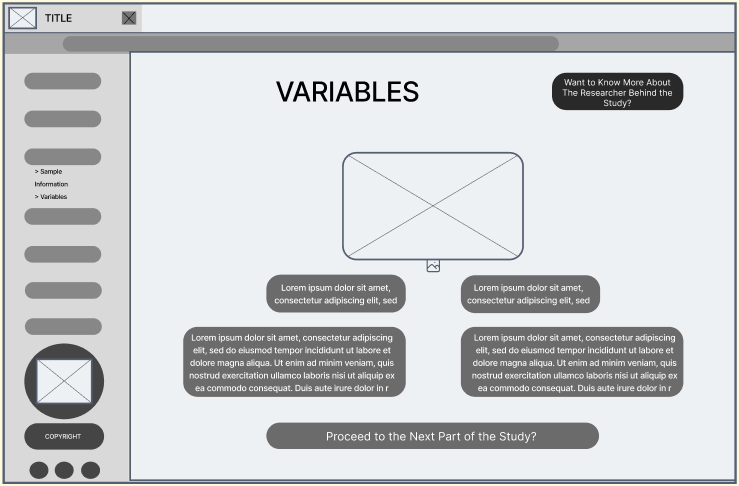 TITLE
VARIABLES
Want to Know More About
The Researcher Behind the
Study?
> Sample
Information
> Variables
Lorem ipsum dolor sit amet,
consectetur adipiscing elit, sed
Lorem ipsum dolor sit amet,
consectetur adipiscing elit, sed
Lorem ipsum dolor sit amet, consectetur adipiscing
elit, sed do eiusmod tempor incididunt ut labore et
dolore magna aliqua. Ut enim ad minim veniam, quis
nostrud exercitation ullamco laboris nisi ut aliquip ex
ea commodo consequat. Duis aute irure dolor in r
Lorem ipsum dolor sit amet, consectetur adipiscing
elit, sed do eiusmod tempor incididunt ut labore et
dolore magna aliqua. Ut enim ad minim veniam, quis
nostrud exercitation ullamco laboris nisi ut aliquip ex
ea commodo consequat. Duis aute irure dolor in r
COPYRIGHT
Proceed to the Next Part of the Study?